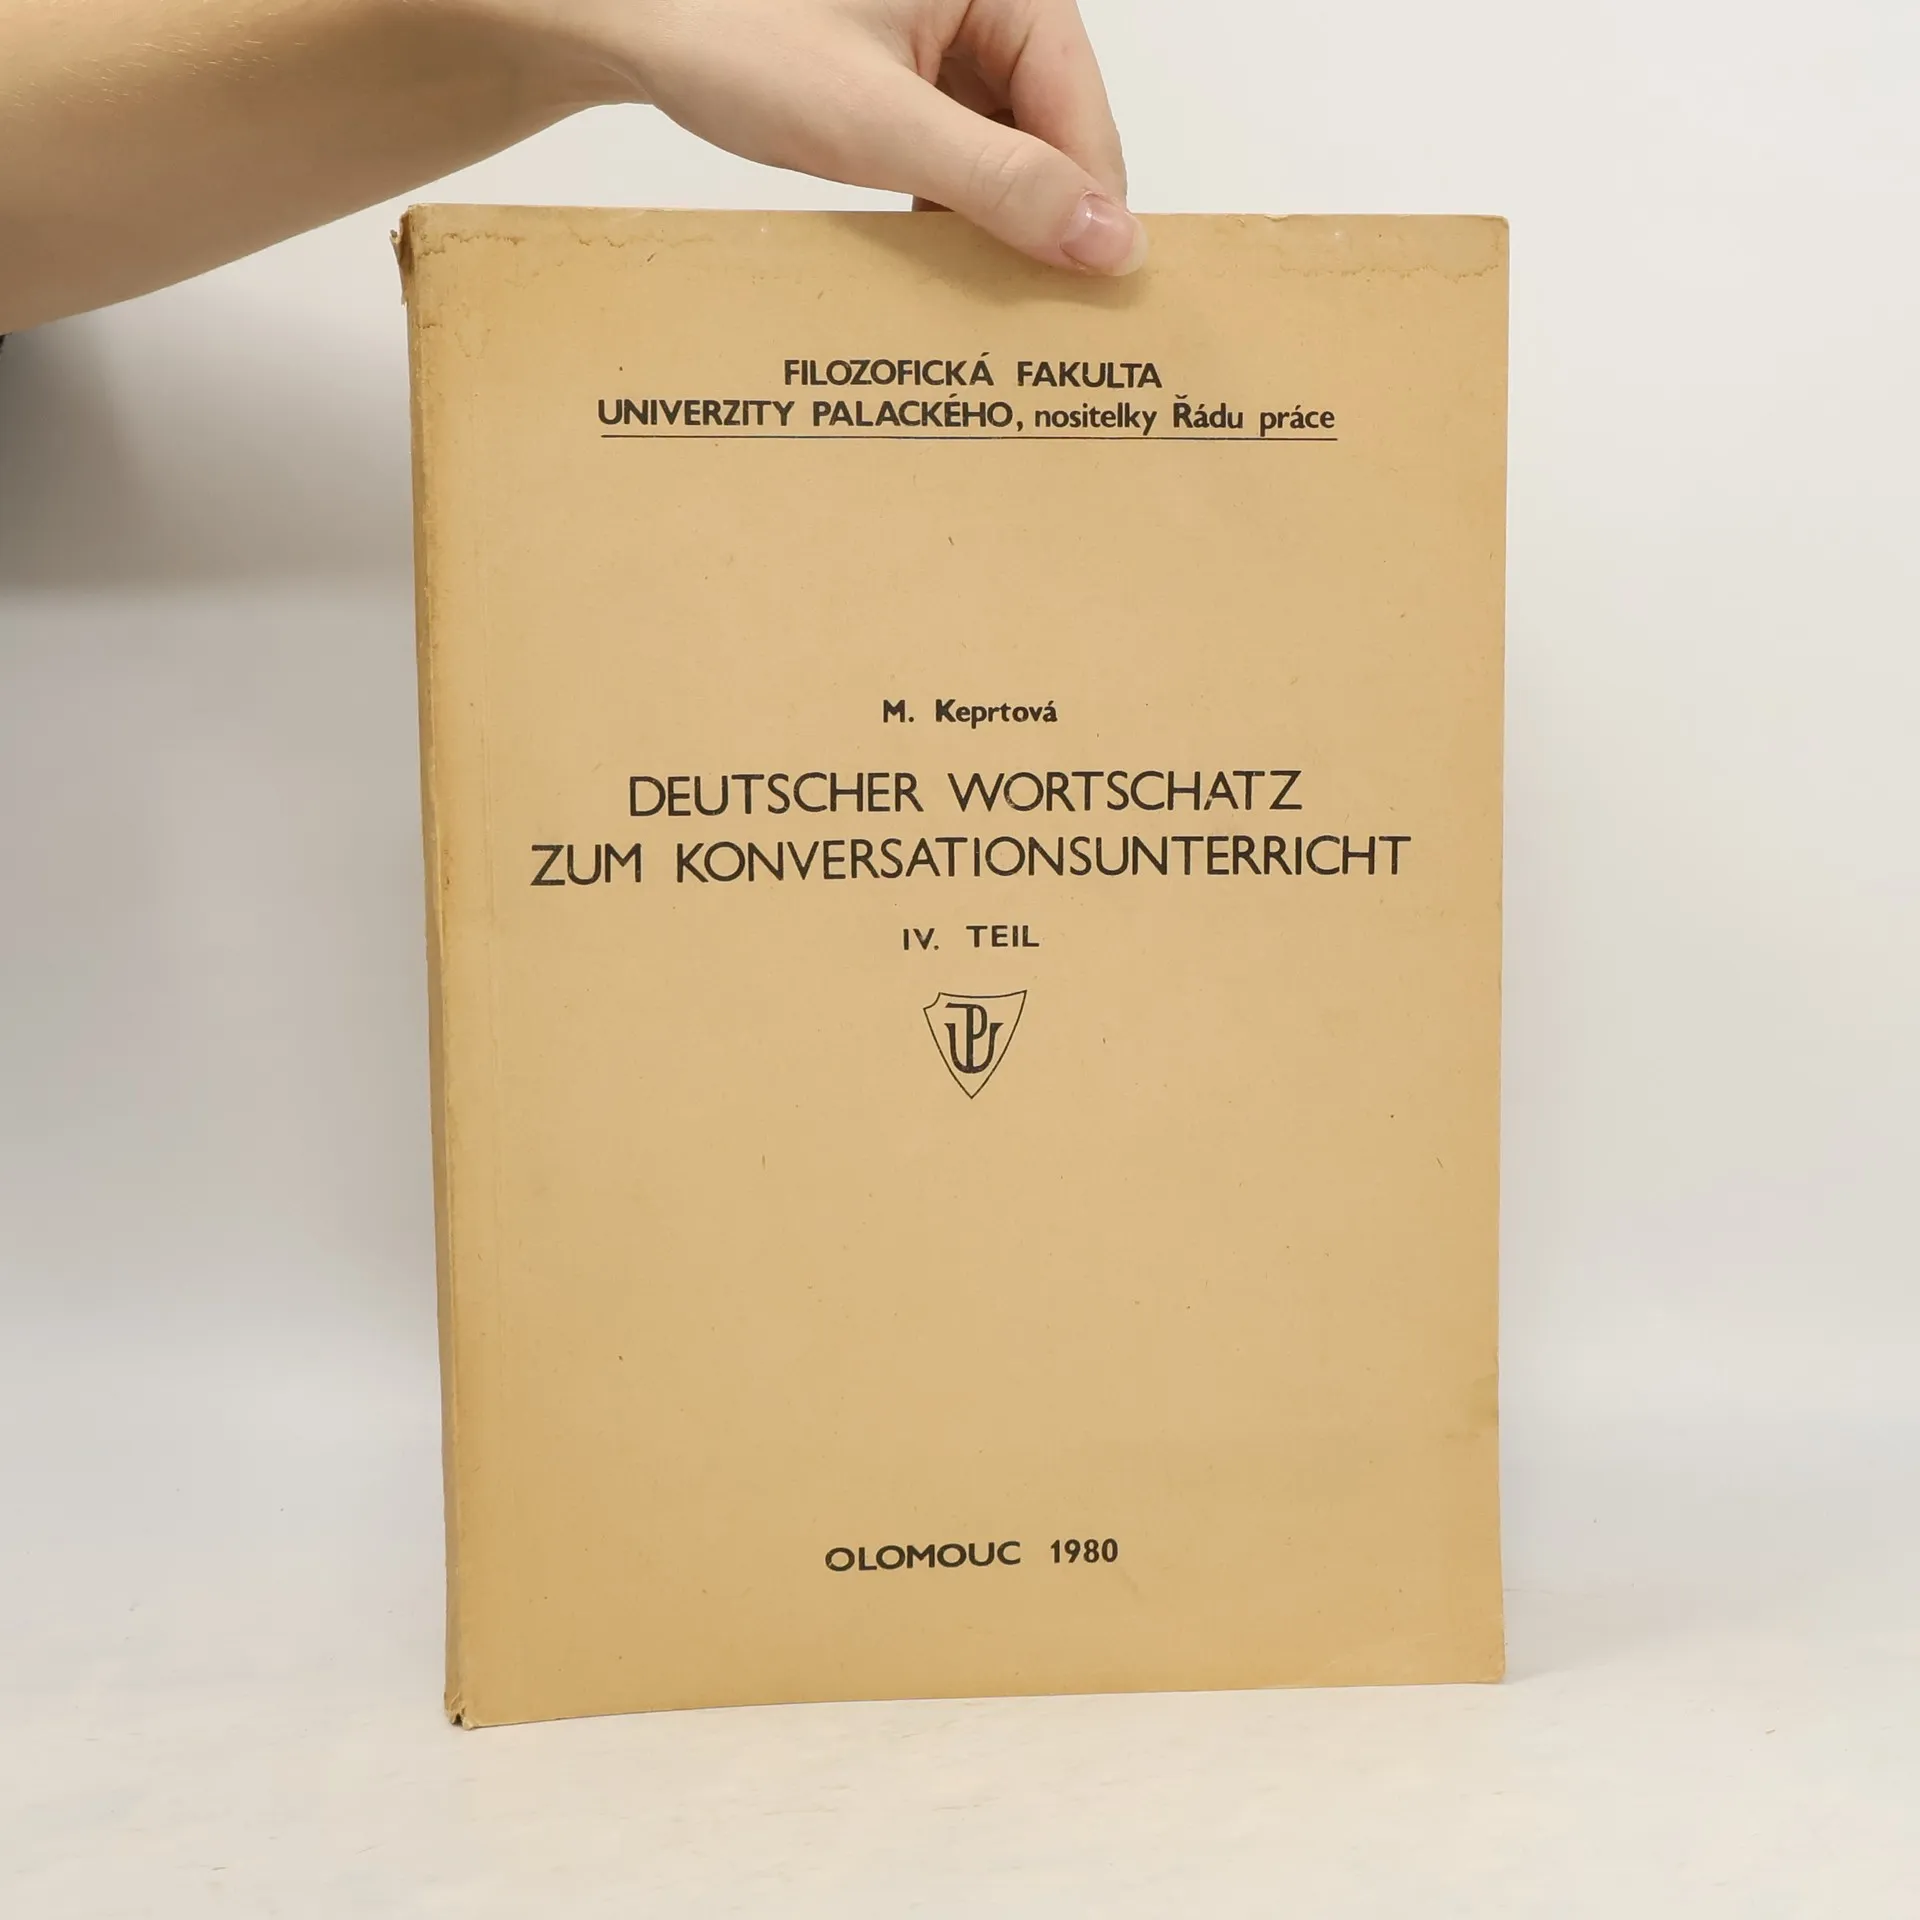 FILOZOFICKÁ FAKULTA
UNIVERZITY PALACKÉHO, nositelky Řádu práce
M. Keprtová
DEUTSCHER WORTSCHATZ
ZUM KONVERSATIONSUNTERRICHT
IV. TEIL
UP
OLOMOUC 1980